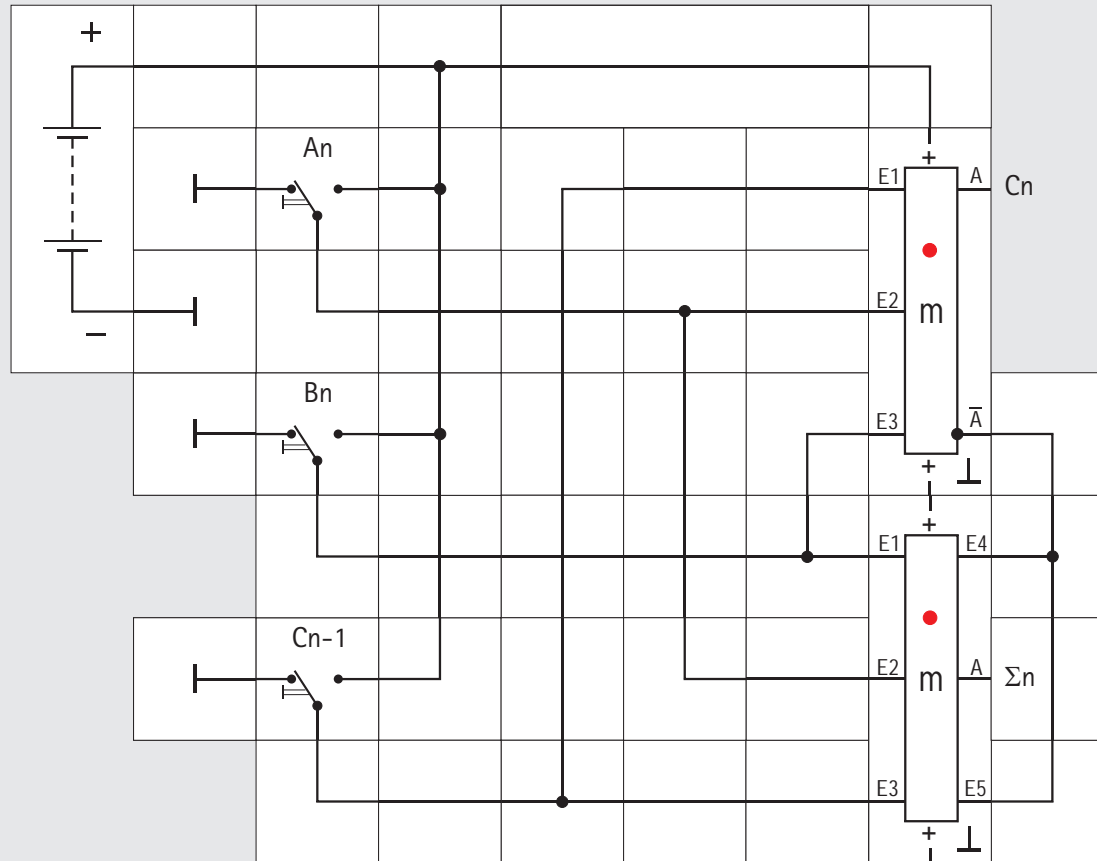 +
An
+
E1 A Cn
E2 m
−
Bn
E3 A̅
+
+
E1 E4
Cn-1
E2 m A Σn
E3 E5
+